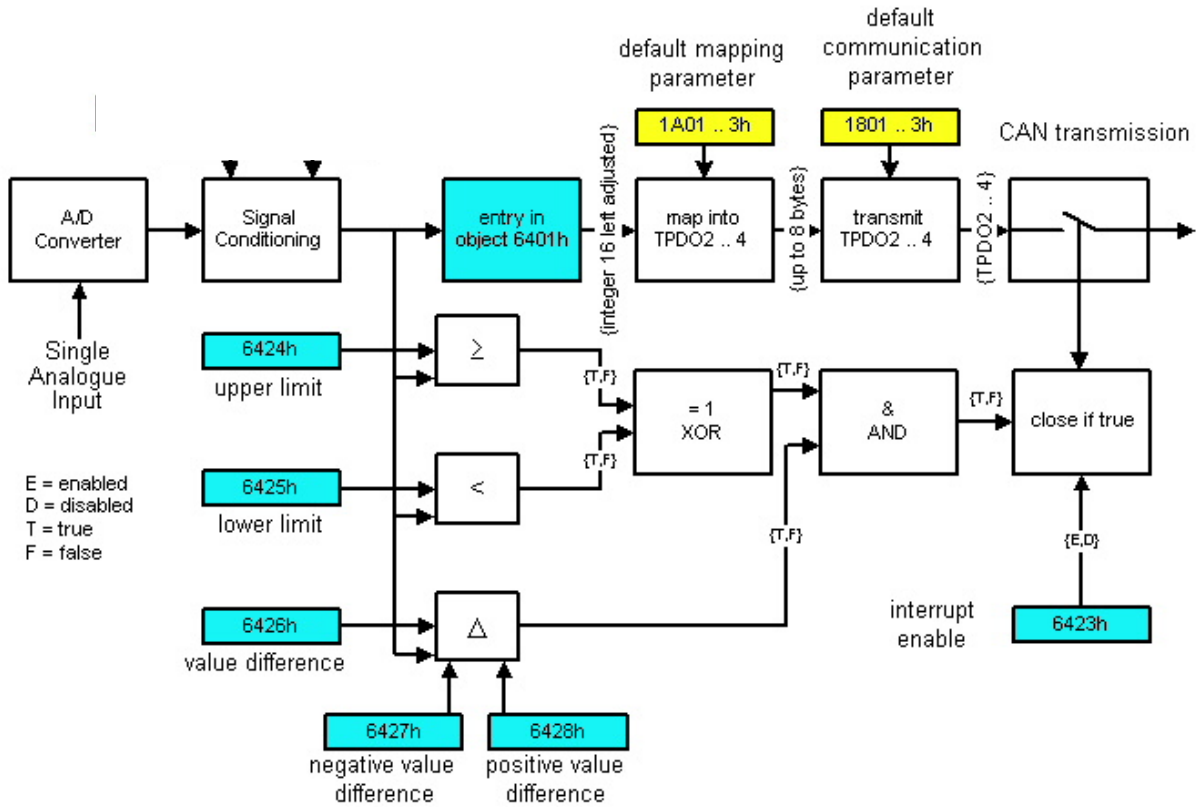 default mapping
parameter
default
communication
parameter
1A01 .. 3h
1801 .. 3h
CAN transmission
A/D
Converter
Signal
Conditioning
entry in
object 6401h
{integer 16 left adjusted}
map into
TPDO2 .. 4
{up to 8 bytes}
transmit
TPDO2 .. 4
{TPDO2 .. 4}
Single
Analogue
Input
6424h
upper limit
≥
{T,F}
= 1
XOR
{T,F}
&
AND
{T,F}
close if true
E = enabled
D = disabled
T = true
F = false
6425h
lower limit
<
{T,F}
{T,F}
{E,D}
6426h
value difference
Δ
interrupt
enable
6423h
6427h
negative value
difference
6428h
positive value
difference